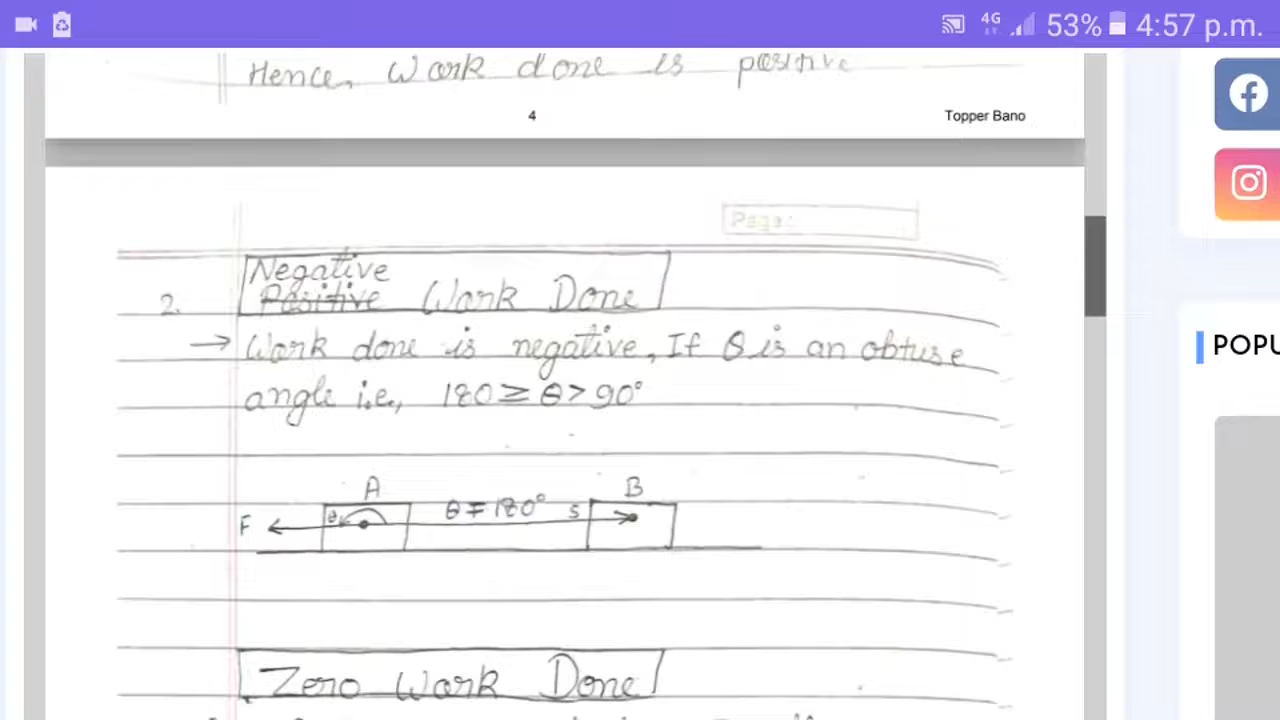 4G 53% 4:57 p.m.
Hence, Work done is positive
4 Topper Bano
Page:
Negative
2. Positive Work Done
→ Work done is negative, If θ is an obtuse
angle i.e., 180 ≥ θ > 90°
A B
F θ θ = 180° S
POPU
Zero Work Done